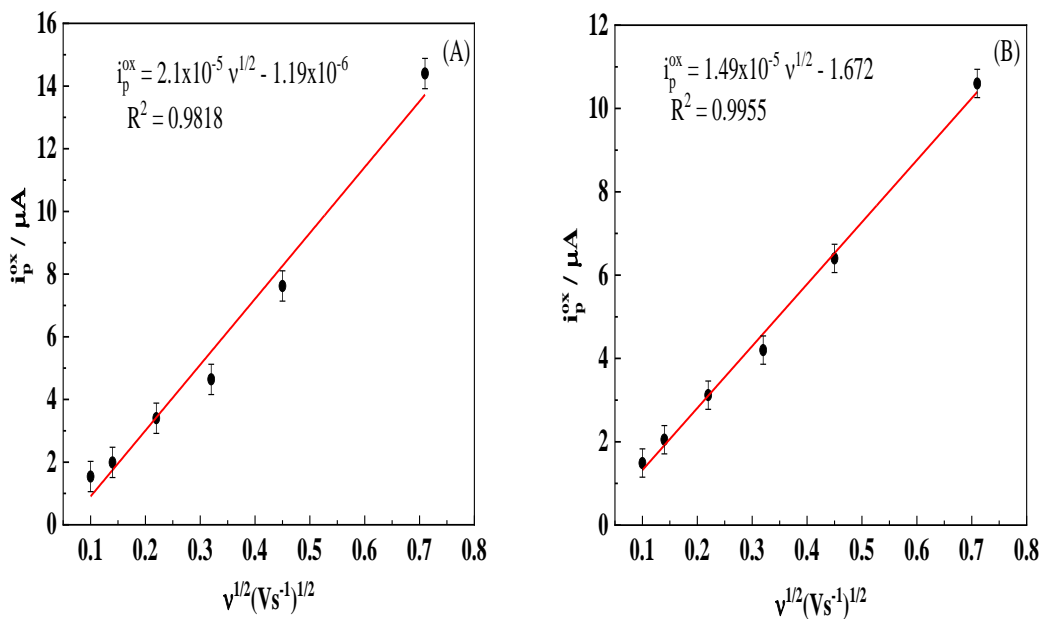 (A)
i_p^ox = 2.1x10^-5 ν^1/2 - 1.19x10^-6
R^2 = 0.9818
16
14
12
10
8
6
4
2
0
i_p^ox / μA
0.1 0.2 0.3 0.4 0.5 0.6 0.7 0.8
ν^1/2(Vs^-1)^1/2
(B)
i_p^ox = 1.49x10^-5 ν^1/2 - 1.672
R^2 = 0.9955
12
10
8
6
4
2
0
i_p^ox / μA
0.1 0.2 0.3 0.4 0.5 0.6 0.7 0.8
ν^1/2(Vs^-1)^1/2